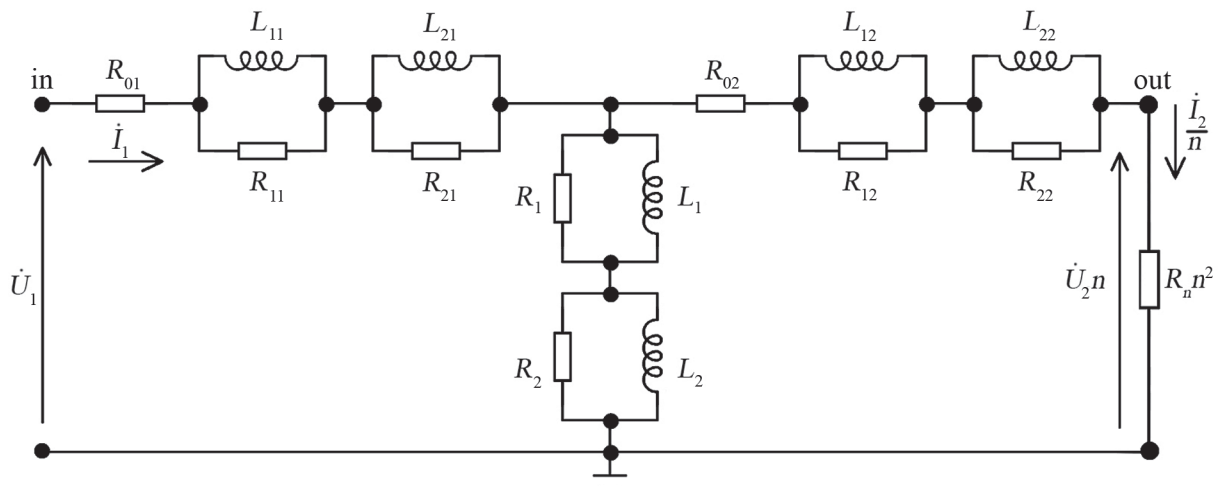 L₁₁
L₂₁
L₁₂
L₂₂
in
R₀₁
R₀₂
out
İ₁
İ₂/n
R₁₁
R₂₁
R₁
L₁
R₁₂
R₂₂
U̇₁
U̇₂n
Rₙn²
R₂
L₂